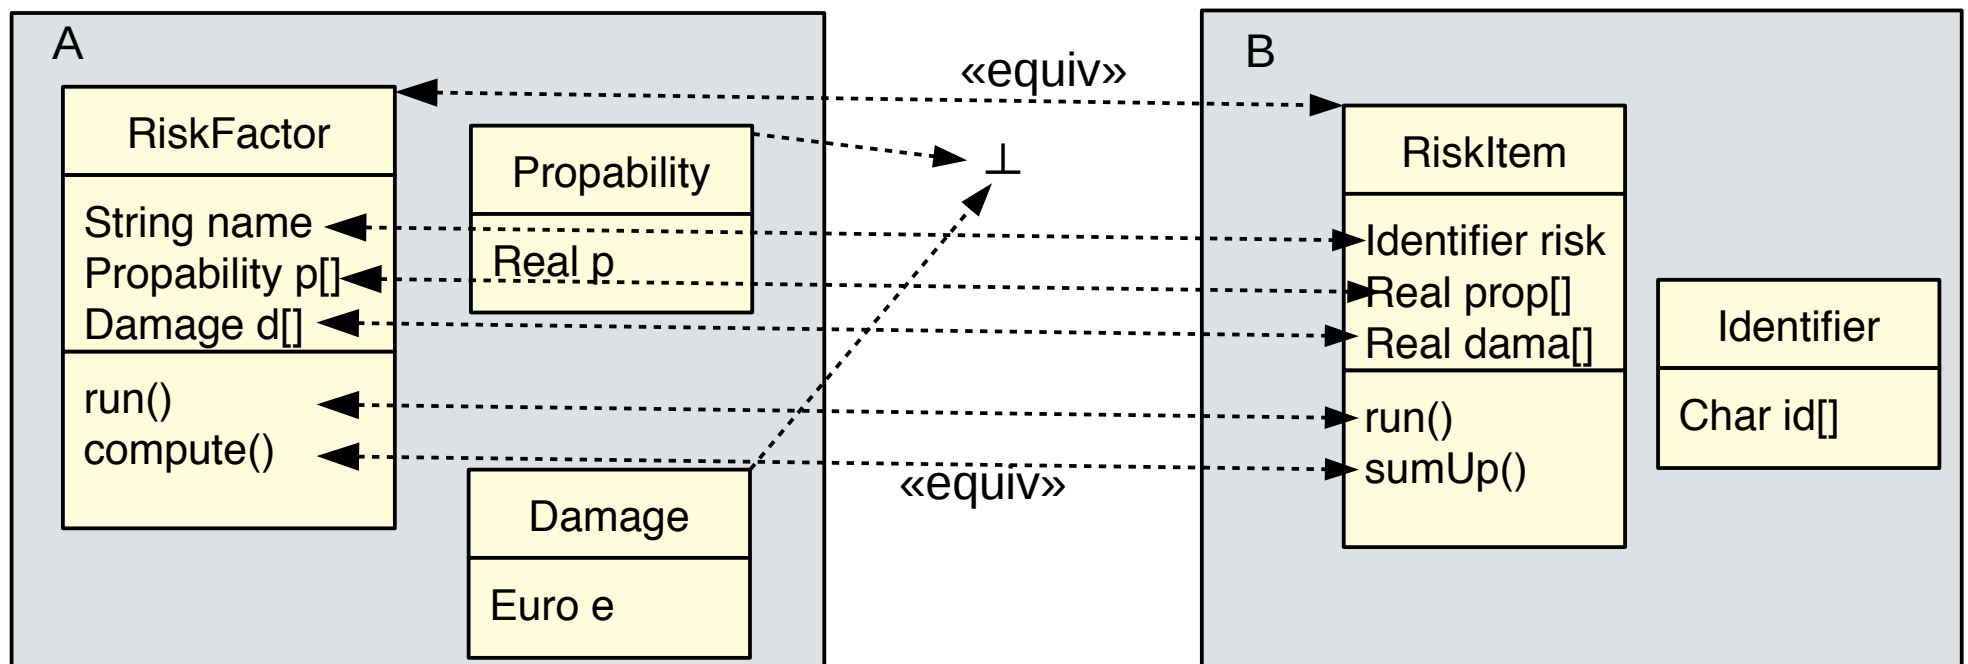 A
RiskFactor
String name
Propability p[]
Damage d[]
run()
compute()
Propability
Real p
Damage
Euro e
«equiv»
⊥
«equiv»
B
RiskItem
Identifier risk
Real prop[]
Real dama[]
run()
sumUp()
Identifier
Char id[]